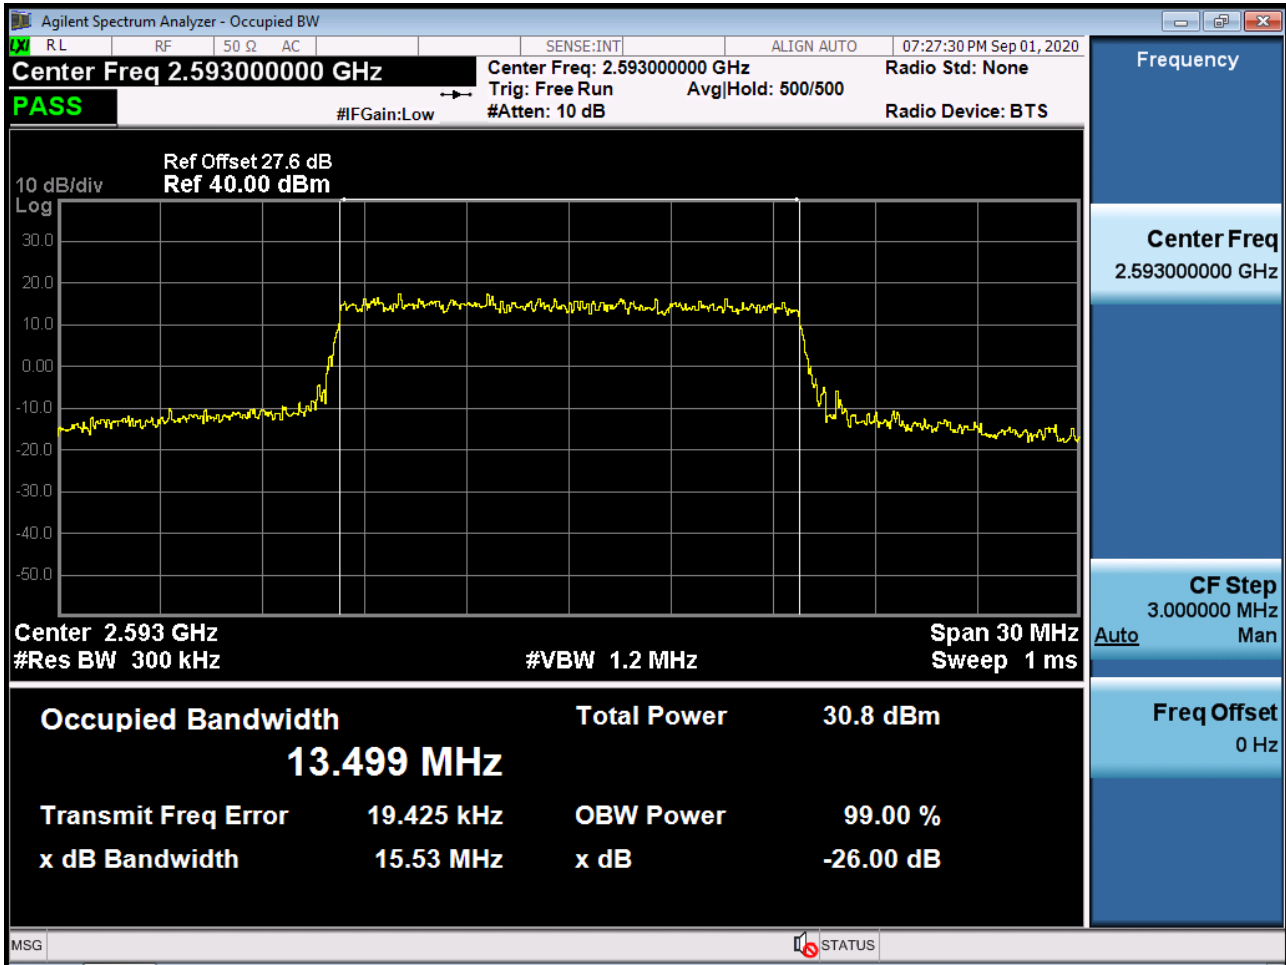 Agilent Spectrum Analyzer - Occupied BW
LXI RL RF 50 Ω AC SENSE:INT ALIGN AUTO 07:27:30 PM Sep 01, 2020
Center Freq 2.593000000 GHz
PASS
#IFGain:Low
Center Freq: 2.593000000 GHz
Trig: Free Run Avg|Hold: 500/500
#Atten: 10 dB
Radio Std: None
Radio Device: BTS
Ref Offset 27.6 dB
10 dB/div Ref 40.00 dBm
Log
30.0
20.0
10.0
0.00
-10.0
-20.0
-30.0
-40.0
-50.0
Center 2.593 GHz Span 30 MHz
#Res BW 300 kHz #VBW 1.2 MHz Sweep 1 ms
Occupied Bandwidth Total Power 30.8 dBm
13.499 MHz
Transmit Freq Error 19.425 kHz OBW Power 99.00 %
x dB Bandwidth 15.53 MHz x dB -26.00 dB
MSG STATUS
Frequency
Center Freq
2.593000000 GHz
CF Step
3.000000 MHz
Auto Man
Freq Offset
0 Hz